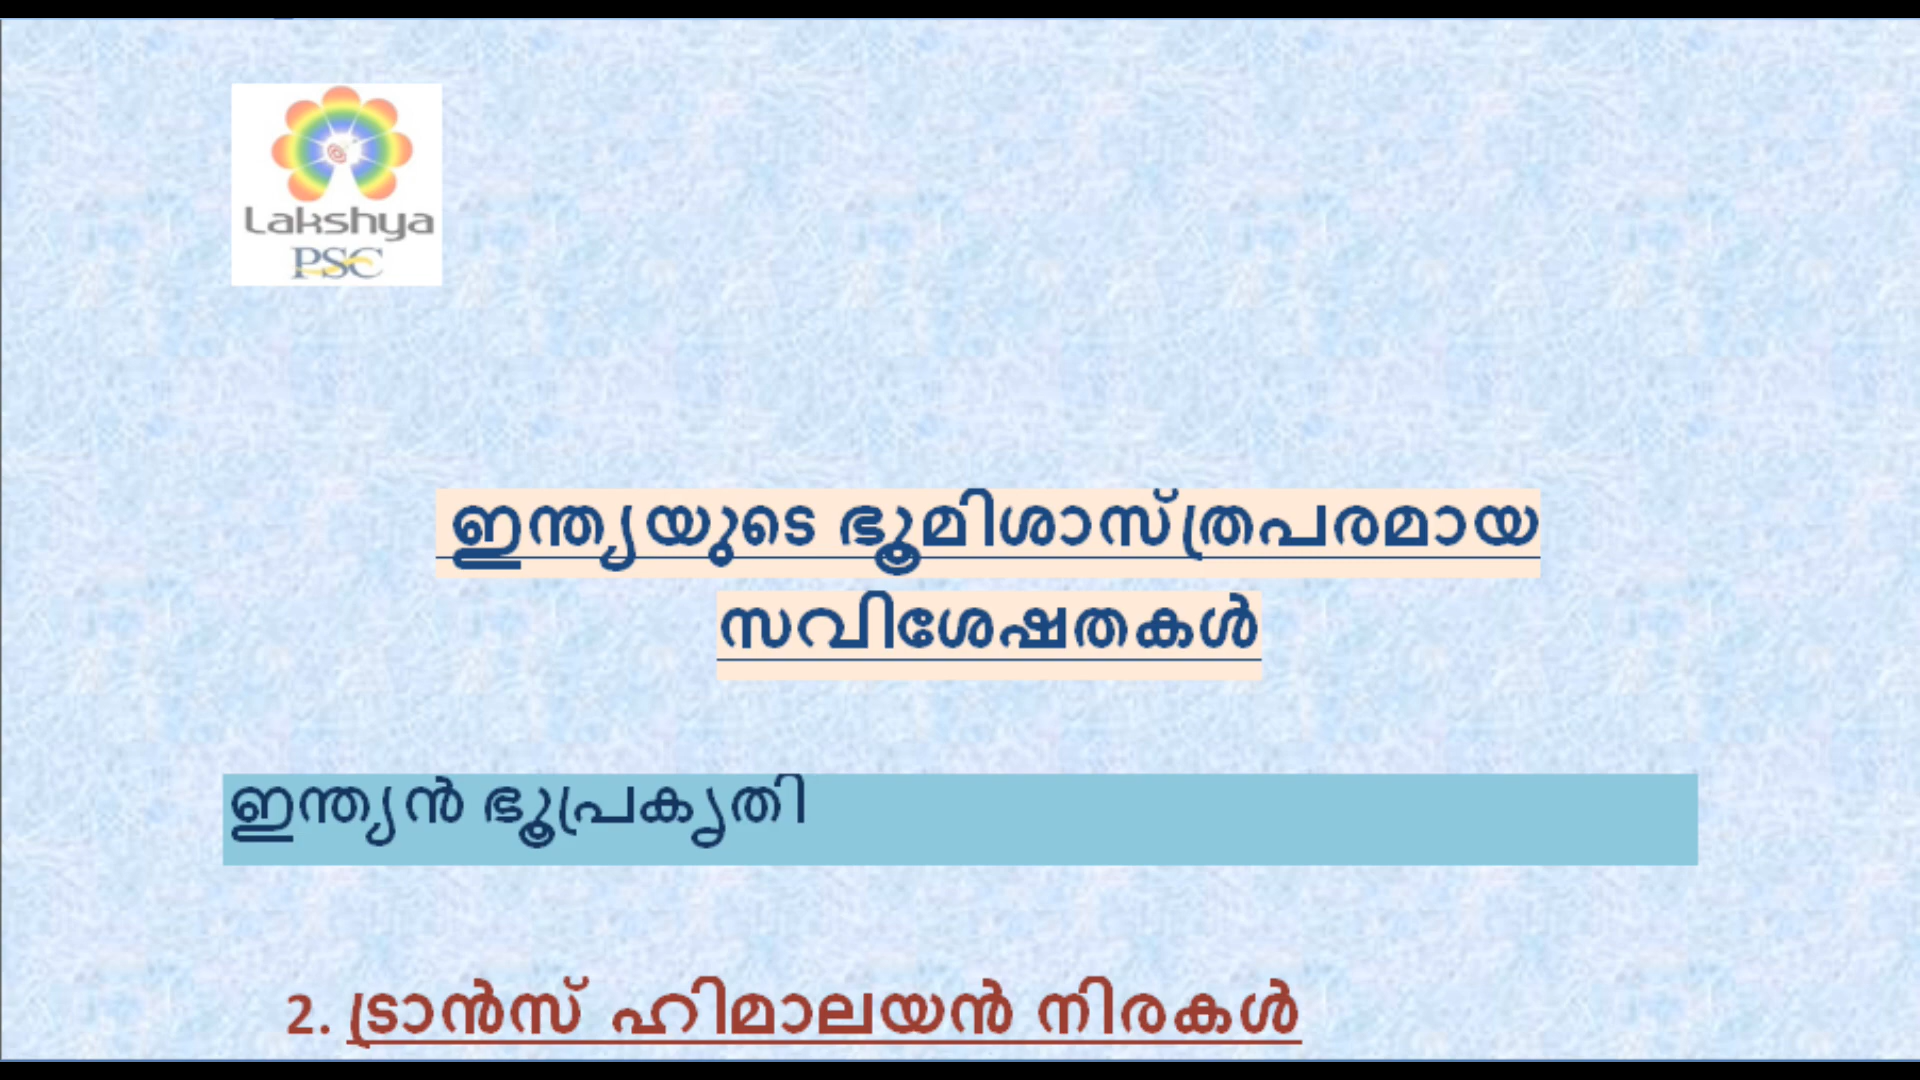 Lakshya
PSC
ഇന്ത്യയുടെ ഭൂമിശാസ്ത്രപരമായ
സവിശേഷതകൾ
ഇന്ത്യൻ ഭൂപ്രകൃതി
2. ട്രാൻസ് ഹിമാലയൻ നിരകൾ